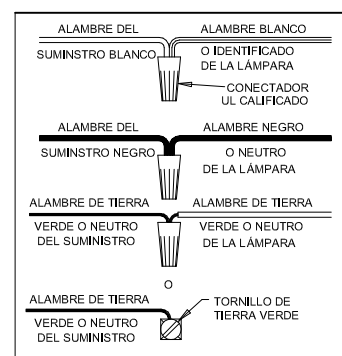 ALAMBRE DEL ALAMBRE BLANCO
SUMINSTRO BLANCO O IDENTIFICADO
DE LA LÁMPARA
CONECTADOR
UL CALIFICADO
ALAMBRE DEL ALAMBRE NEGRO
SUMINSTRO NEGRO O NEUTRO
DE LA LÁMPARA
ALAMBRE DE TIERRA ALAMBRE DE TIERRA
VERDE O NEUTRO VERDE O NEUTRO
DEL SUMINISTRO DE LA LÁMPARA
O
ALAMBRE DE TIERRA TORNILLO DE
TIERRA VERDE
VERDE O NEUTRO
DEL SUMINISTRO